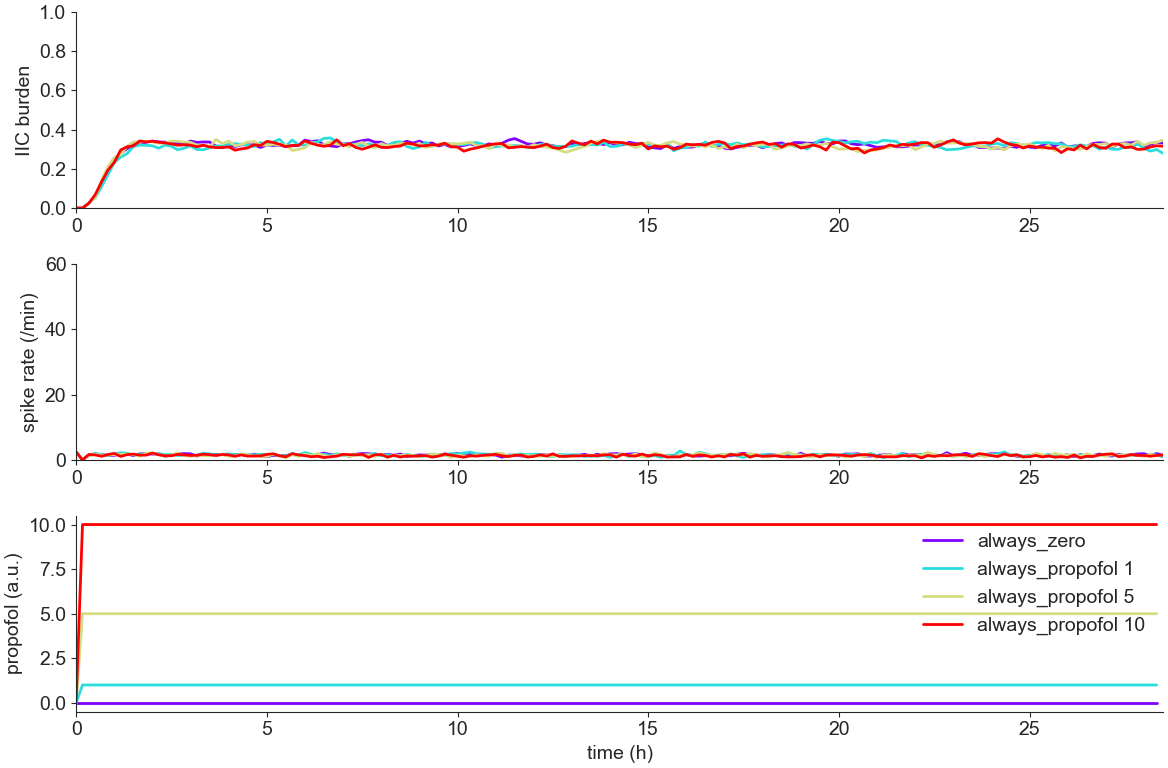 1.0
0.8
0.6
0.4
0.2
0.0
IIC burden
0 5 10 15 20 25
60
40
20
0
spike rate (/min)
0 5 10 15 20 25
10.0
7.5
5.0
2.5
0.0
propofol (a.u.)
always_zero
always_propofol 1
always_propofol 5
always_propofol 10
0 5 10 15 20 25
time (h)